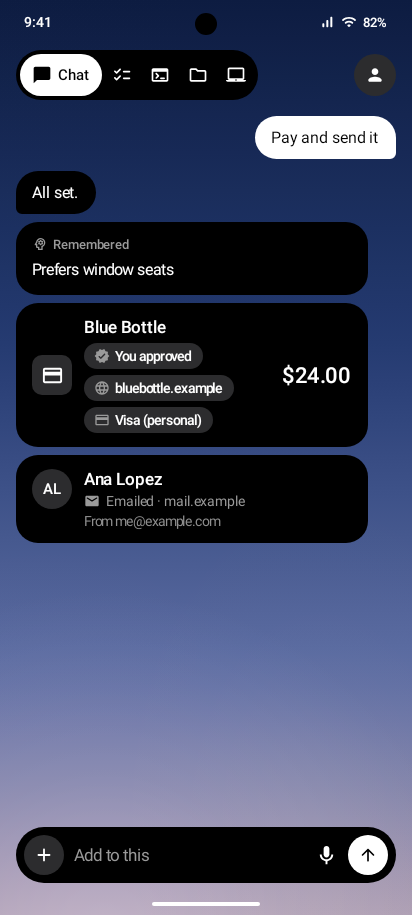 9:41
82%
Chat
Pay and send it
All set.
Remembered
Prefers window seats
Blue Bottle
You approved
bluebottle.example
Visa (personal)
$24.00
AL
Ana Lopez
Emailed · mail.example
From me@example.com
Add to this